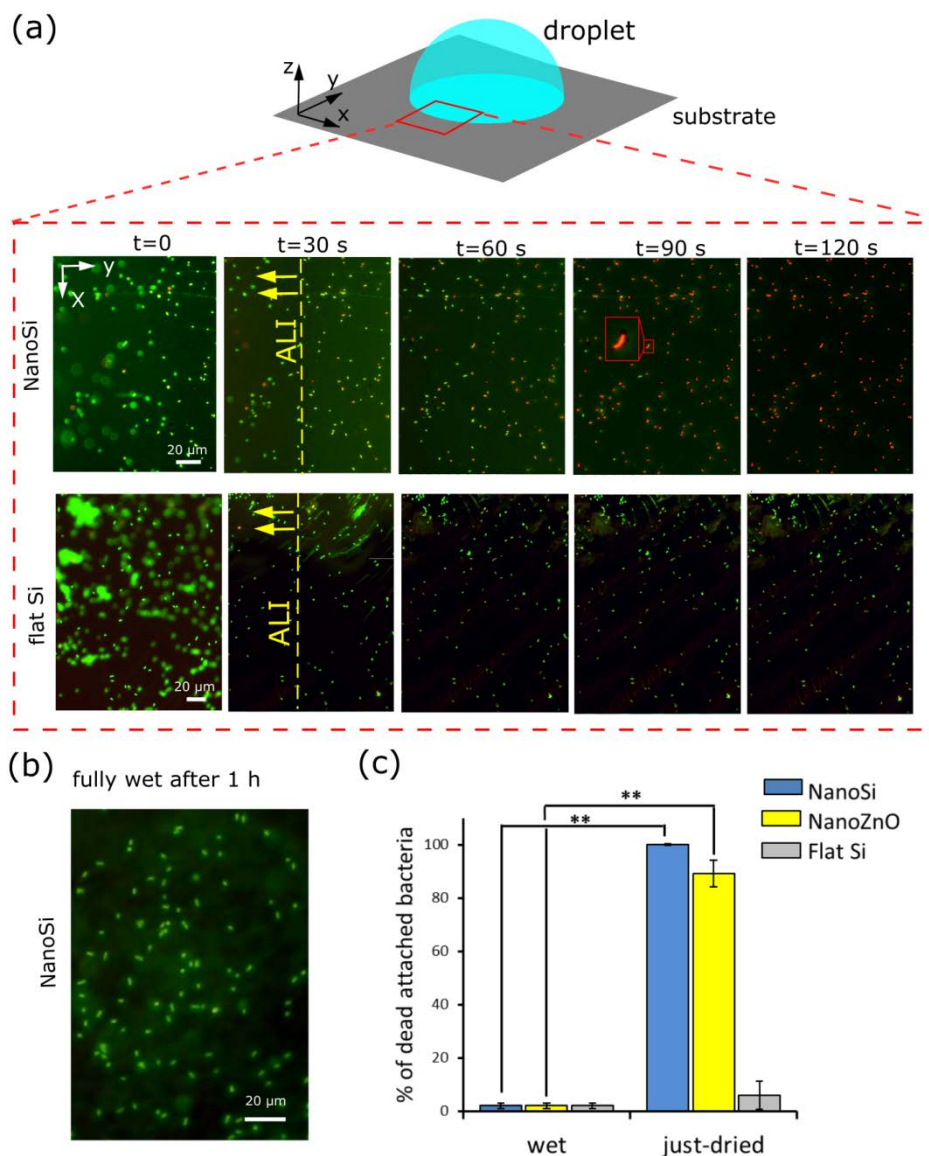 (a)
droplet
z
y
x
substrate
t=0
t=30 s
t=60 s
t=90 s
t=120 s
NanoSi
y
X
20 µm
ALI
flat Si
20 µm
ALI
(b)
fully wet after 1 h
NanoSi
20 µm
(c)
NanoSi
NanoZnO
Flat Si
**
**
% of dead attached bacteria
100
80
60
40
20
0
wet
just-dried